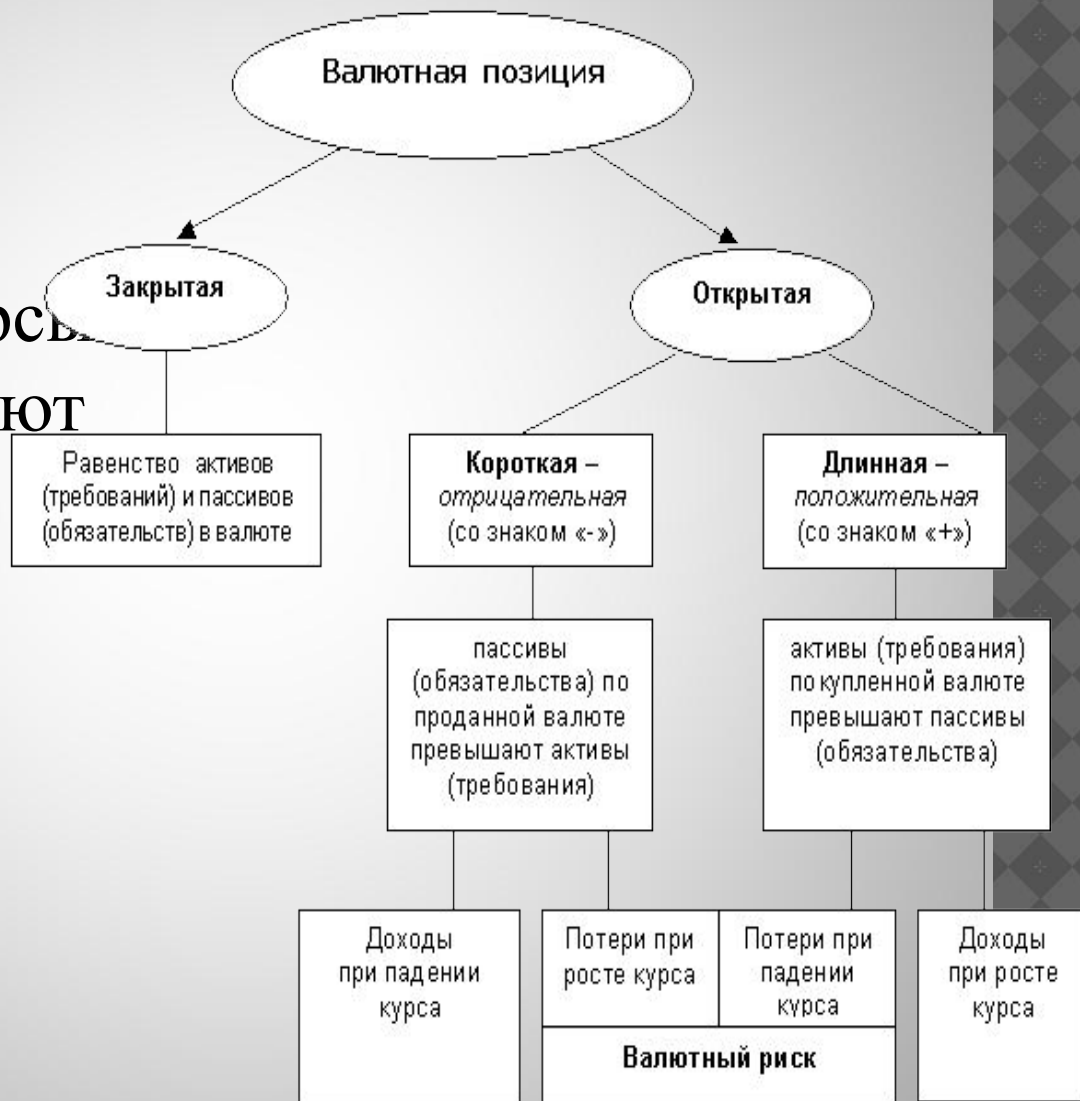 Валютная позиция
Закрытая
Открытая
ют
Равенство активов
(требований) и пассивов
(обязательств) в валюте
Короткая –
отрицательная
(со знаком «-»)
Длинная –
положительная
(со знаком «+»)
пассивы
(обязательства) по
проданной валюте
превышают активы
(требования)
активы (требования)
по купленной валюте
превышают пассивы
(обязательства)
Доходы
при падении
курса
Потери при
росте курса
Потери при
падении
курса
Доходы
при росте
курса
Валютный риск